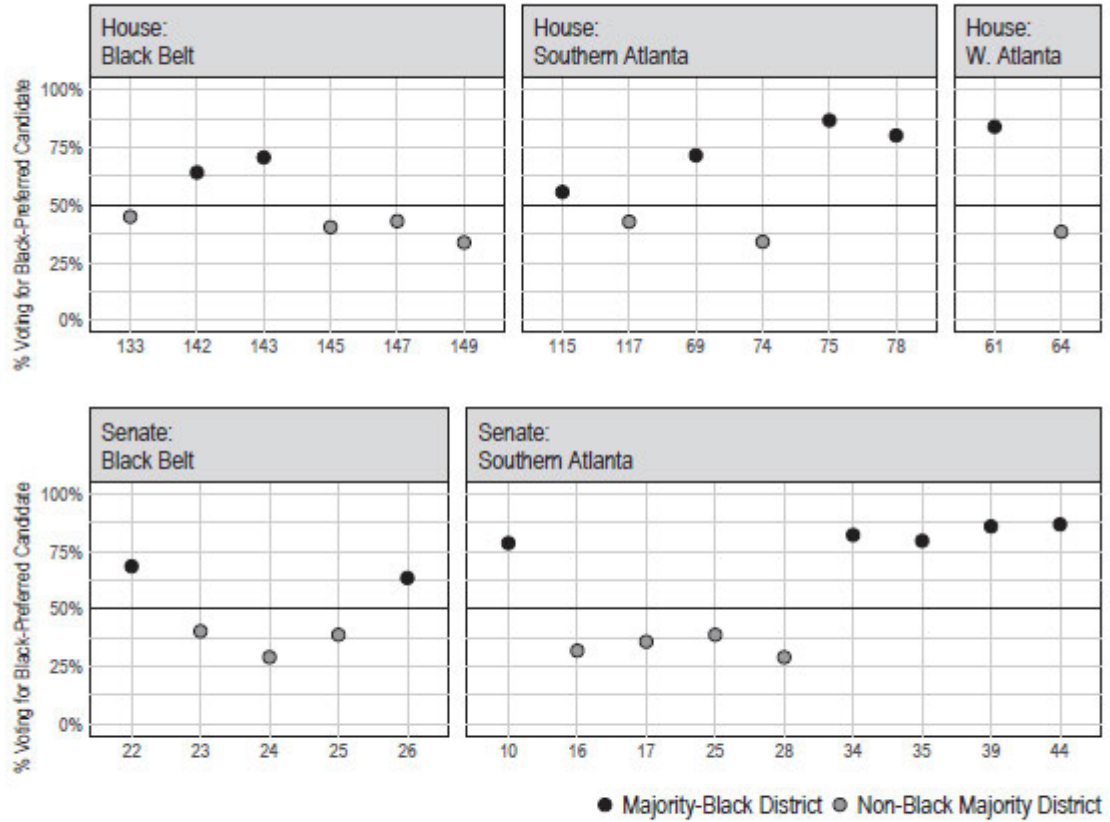 House:
Black Belt
House:
Southern Atlanta
House:
W. Atlanta
% Voting for Black-Preferred Candidate
100%
75%
50%
25%
0%
133 142 143 145 147 149
115 117 69 74 75 78
61 64
Senate:
Black Belt
Senate:
Southern Atlanta
% Voting for Black-Preferred Candidate
100%
75%
50%
25%
0%
22 23 24 25 26
10 16 17 25 28 34 35 39 44
Majority-Black District Non-Black Majority District